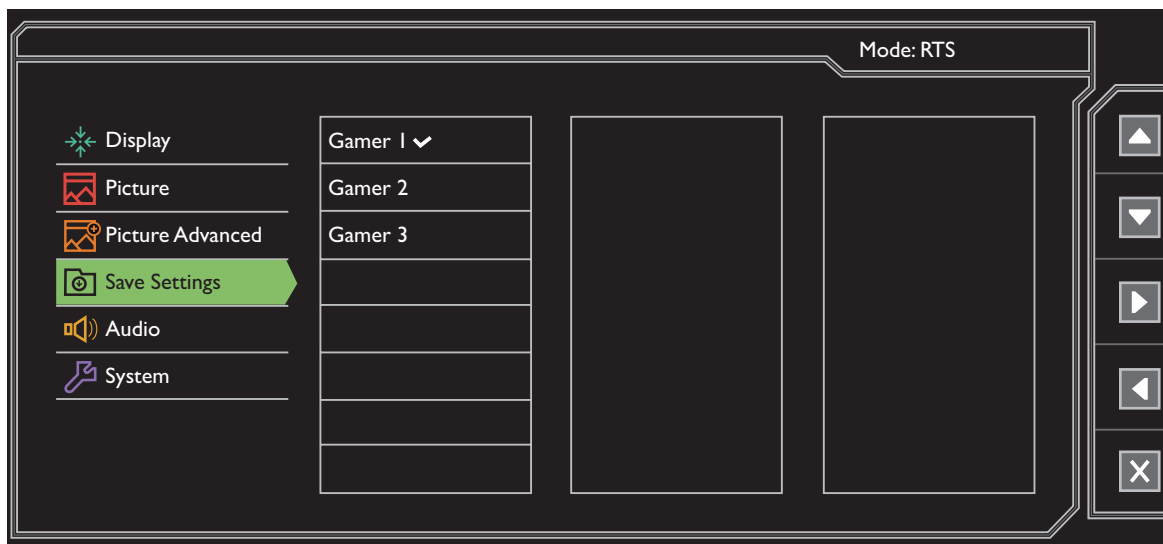 Mode: RTS
Display
Picture
Picture Advanced
Save Settings
Audio
System
Gamer 1
Gamer 2
Gamer 3